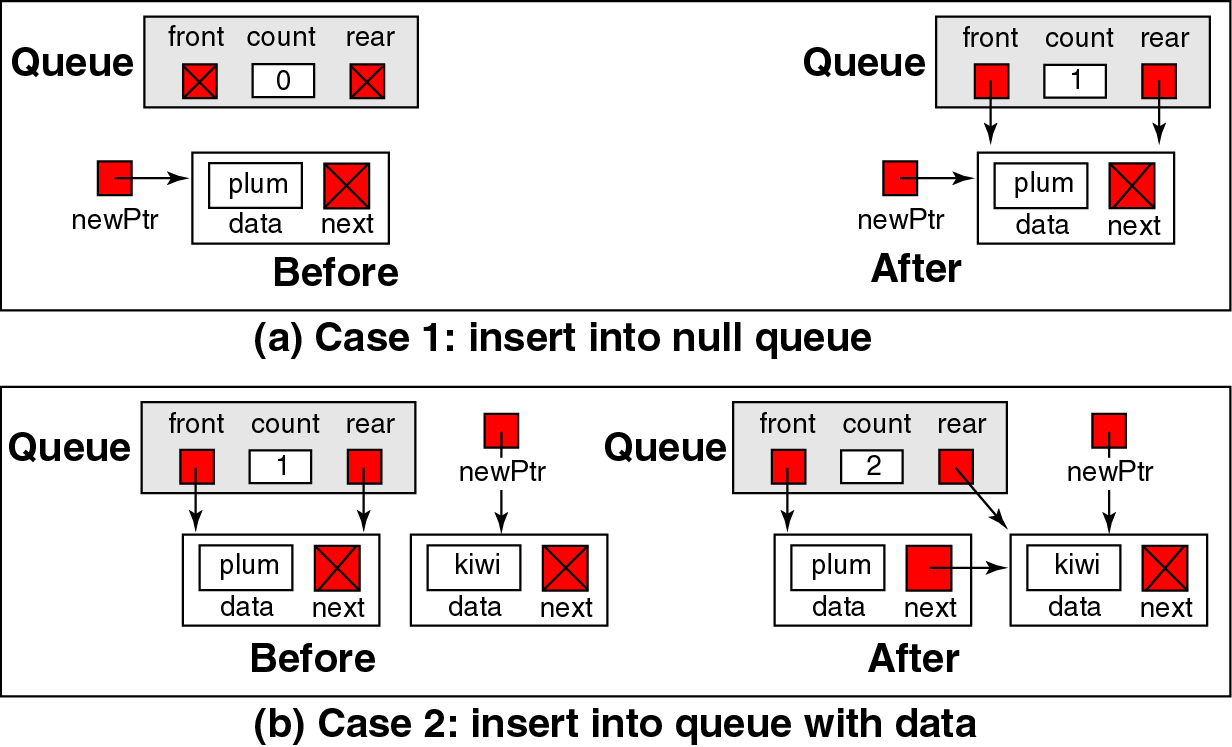 front count rear front count rear
Queue 0 Queue 1
plum plum
newPtr data next newPtr data next
Before After
(a) Case 1: insert into null queue
front count rear front count rear
Queue 1 newPtr Queue 2 newPtr
plum kiwi plum kiwi
data next data next data next data next
Before After
(b) Case 2: insert into queue with data